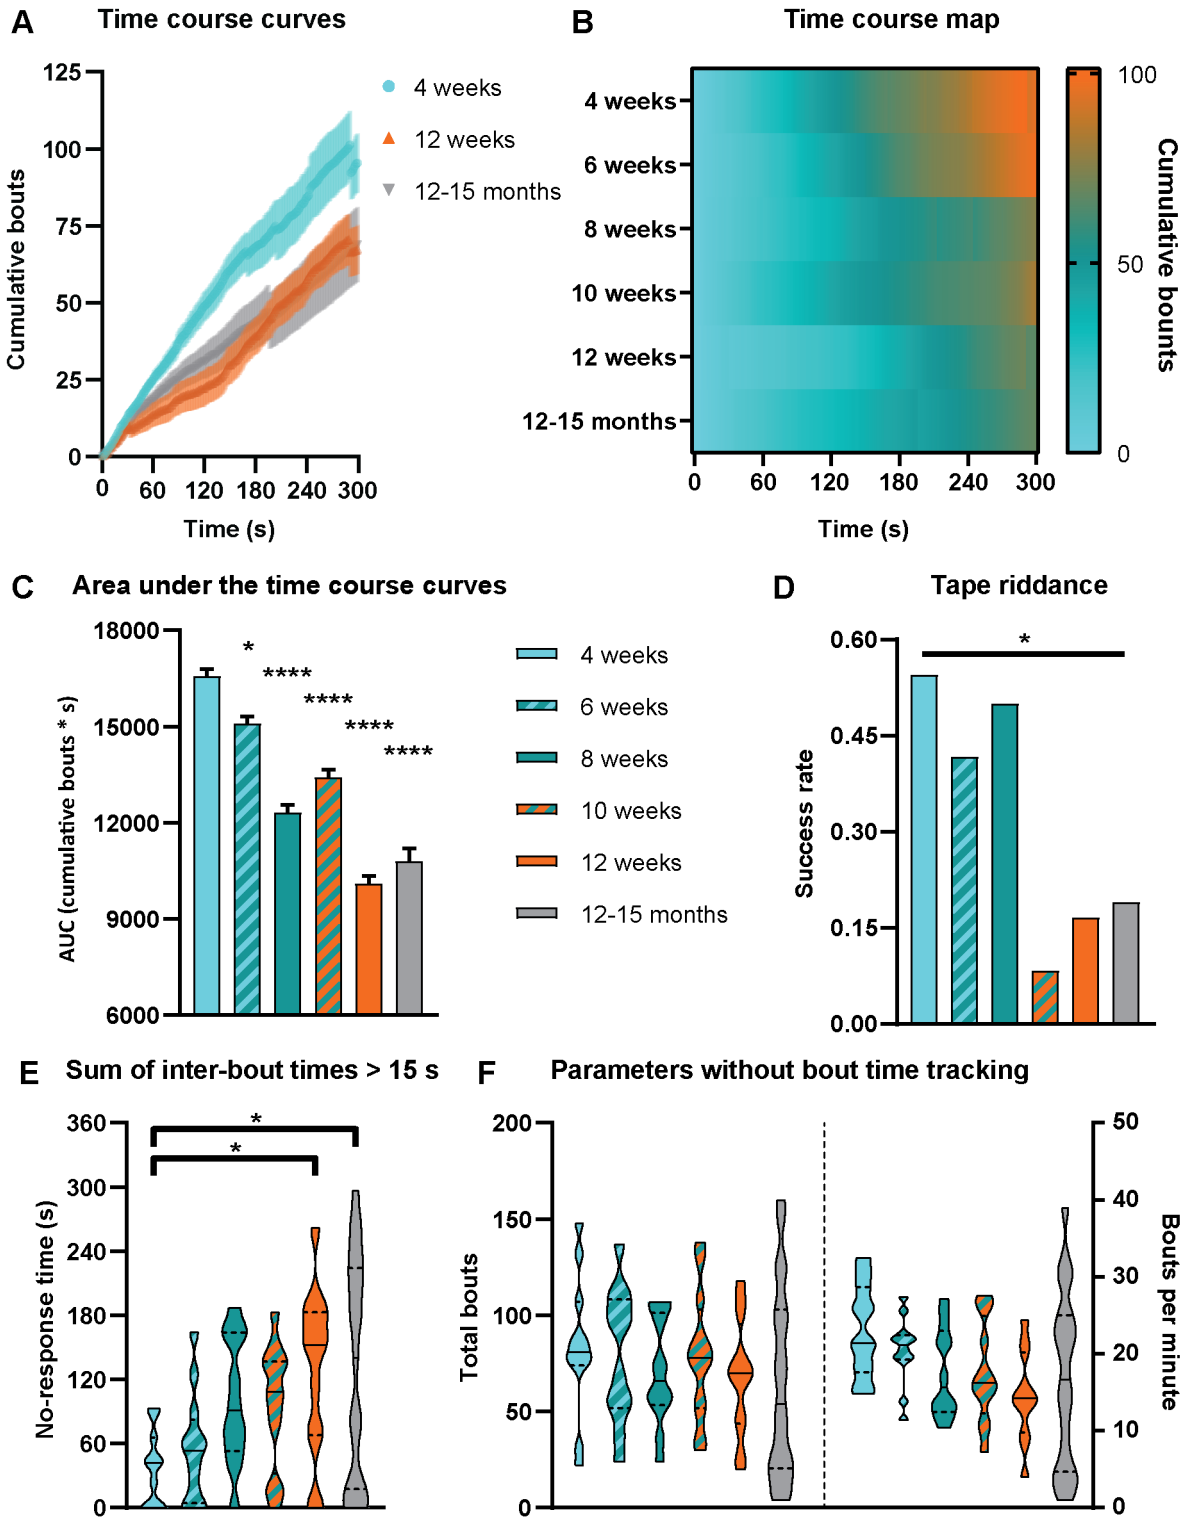 A
Time course curves
125
100
75
50
25
0
0
60
120
180
240
300
Cumulative bouts
Time (s)
4 weeks
12 weeks
12-15 months
B
Time course map
4 weeks
6 weeks
8 weeks
10 weeks
12 weeks
12-15 months
0
60
120
180
240
300
Time (s)
100
50
0
Cumulative bounts
C
Area under the time course curves
18000
15000
12000
9000
6000
AUC (cumulative bouts * s)
*
****
****
****
****
4 weeks
6 weeks
8 weeks
10 weeks
12 weeks
12-15 months
D
Tape riddance
0.60
0.45
0.30
0.15
0.00
Success rate
*
E
Sum of inter-bout times > 15 s
360
300
240
180
120
60
0
No-response time (s)
*
*
F
Parameters without bout time tracking
200
150
100
50
0
Total bouts
50
40
30
20
10
0
Bouts per minute